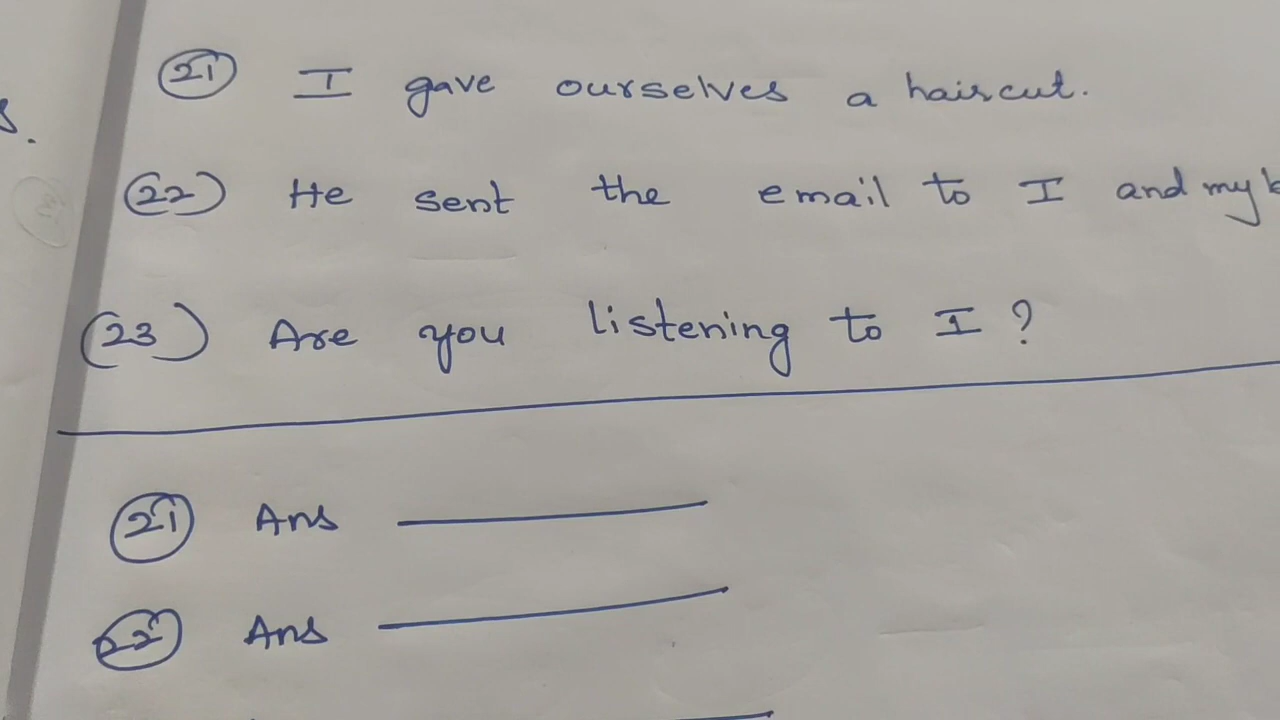 (21) I gave ourselves a haircut.
(22) He sent the email to I and my
(23) Are you listening to I ?
(21) Ans
(22) Ans